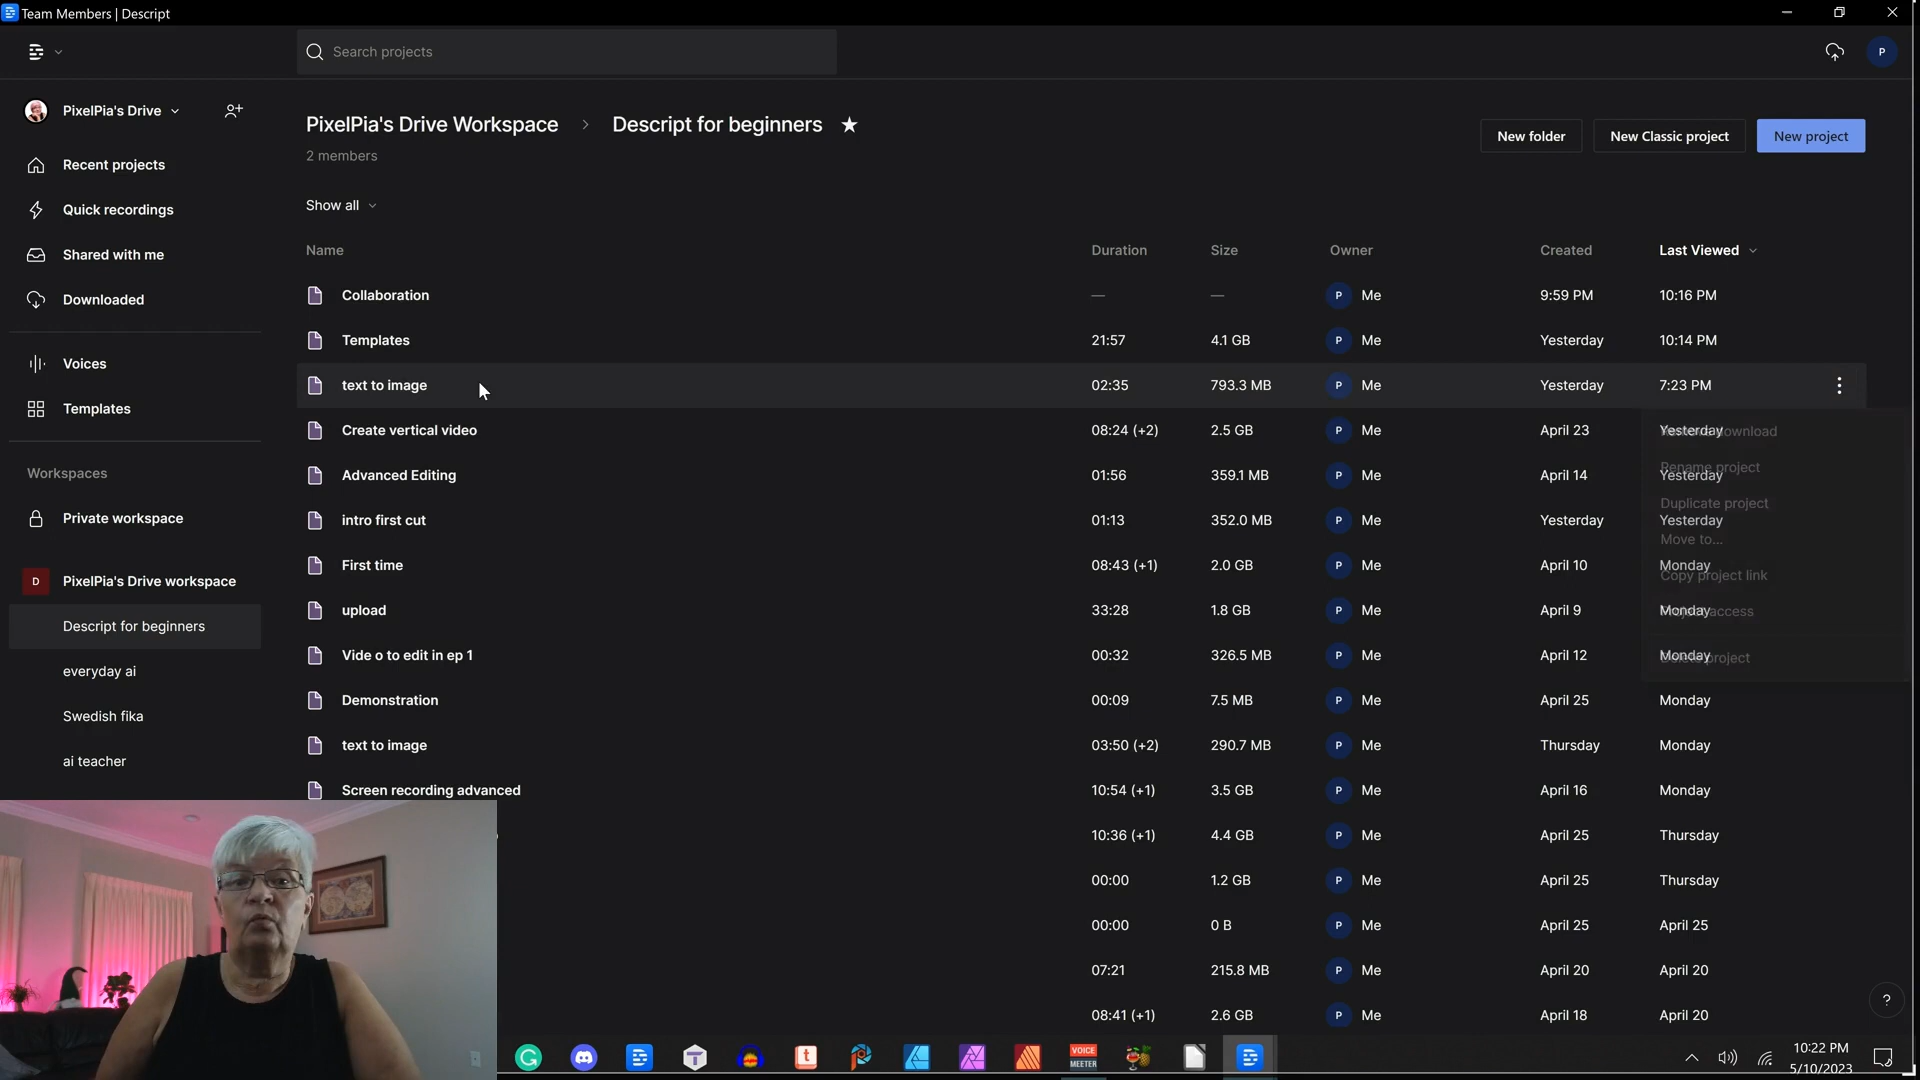 Team Members | Descript
Search projects
P
PixelPia's Drive
PixelPia's Drive Workspace > Descript for beginners ★
2 members
New folder
New Classic project
New project
Recent projects
Quick recordings
Shared with me
Downloaded
Voices
Templates
Workspaces
Private workspace
D PixelPia's Drive workspace
Descript for beginners
everyday ai
Swedish fika
ai teacher
Show all
Name Duration Size Owner Created Last Viewed
Collaboration — — P Me 9:59 PM 10:16 PM
Templates 21:57 4.1 GB P Me Yesterday 10:14 PM
text to image 02:35 793.3 MB P Me Yesterday 7:23 PM
Create vertical video 08:24 (+2) 2.5 GB P Me April 23 Yesterday
download
Advanced Editing 01:56 359.1 MB P Me April 14 Yesterday
Rename project
Duplicate project
intro first cut 01:13 352.0 MB P Me Yesterday Yesterday
Move to...
First time 08:43 (+1) 2.0 GB P Me April 10 Monday
Copy project link
upload 33:28 1.8 GB P Me April 9 Monday
access
Vide o to edit in ep 1 00:32 326.5 MB P Me April 12 Monday
project
Demonstration 00:09 7.5 MB P Me April 25 Monday
text to image 03:50 (+2) 290.7 MB P Me Thursday Monday
Screen recording advanced 10:54 (+1) 3.5 GB P Me April 16 Monday
10:36 (+1) 4.4 GB P Me April 25 Thursday
00:00 1.2 GB P Me April 25 Thursday
00:00 0 B P Me April 25 April 25
07:21 215.8 MB P Me April 20 April 20
08:41 (+1) 2.6 GB P Me April 18 April 20
?
VOICE
MEETER
10:22 PM
5/10/2023